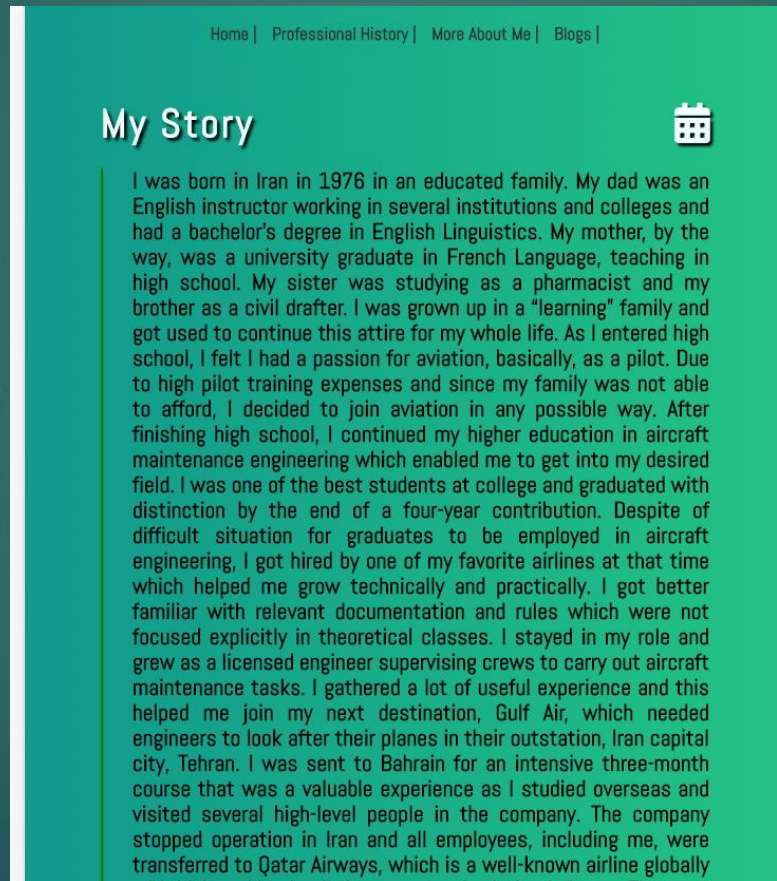 Home | Professional History | More About Me | Blogs |
My Story
I was born in Iran in 1976 in an educated family. My dad was an
English instructor working in several institutions and colleges and
had a bachelor's degree in English Linguistics. My mother, by the
way, was a university graduate in French Language, teaching in
high school. My sister was studying as a pharmacist and my
brother as a civil drafter. I was grown up in a “learning” family and
got used to continue this attire for my whole life. As I entered high
school, I felt I had a passion for aviation, basically, as a pilot. Due
to high pilot training expenses and since my family was not able
to afford, I decided to join aviation in any possible way. After
finishing high school, I continued my higher education in aircraft
maintenance engineering which enabled me to get into my desired
field. I was one of the best students at college and graduated with
distinction by the end of a four-year contribution. Despite of
difficult situation for graduates to be employed in aircraft
engineering, I got hired by one of my favorite airlines at that time
which helped me grow technically and practically. I got better
familiar with relevant documentation and rules which were not
focused explicitly in theoretical classes. I stayed in my role and
grew as a licensed engineer supervising crews to carry out aircraft
maintenance tasks. I gathered a lot of useful experience and this
helped me join my next destination, Gulf Air, which needed
engineers to look after their planes in their outstation, Iran capital
city, Tehran. I was sent to Bahrain for an intensive three-month
course that was a valuable experience as I studied overseas and
visited several high-level people in the company. The company
stopped operation in Iran and all employees, including me, were
transferred to Qatar Airways, which is a well-known airline globally